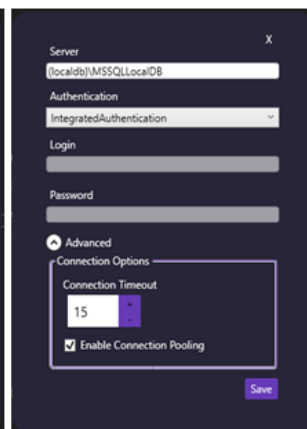 X
Server
(localdb)\MSSQLLocalDB
Authentication
IntegratedAuthentication
Login
Password
Advanced
Connection Options
Connection Timeout
15
+
-
Enable Connection Pooling
Save